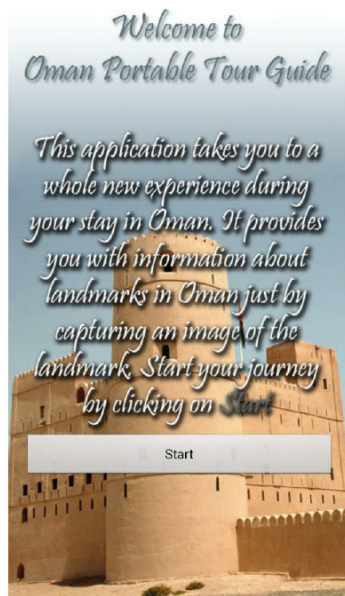 Welcome to
Oman Portable Tour Guide
This application takes you to a
whole new experience during
your stay in Oman. It provides
you with information about
landmarks in Oman just by
capturing an image of the
landmark. Start your journey
by clicking on Start
Start